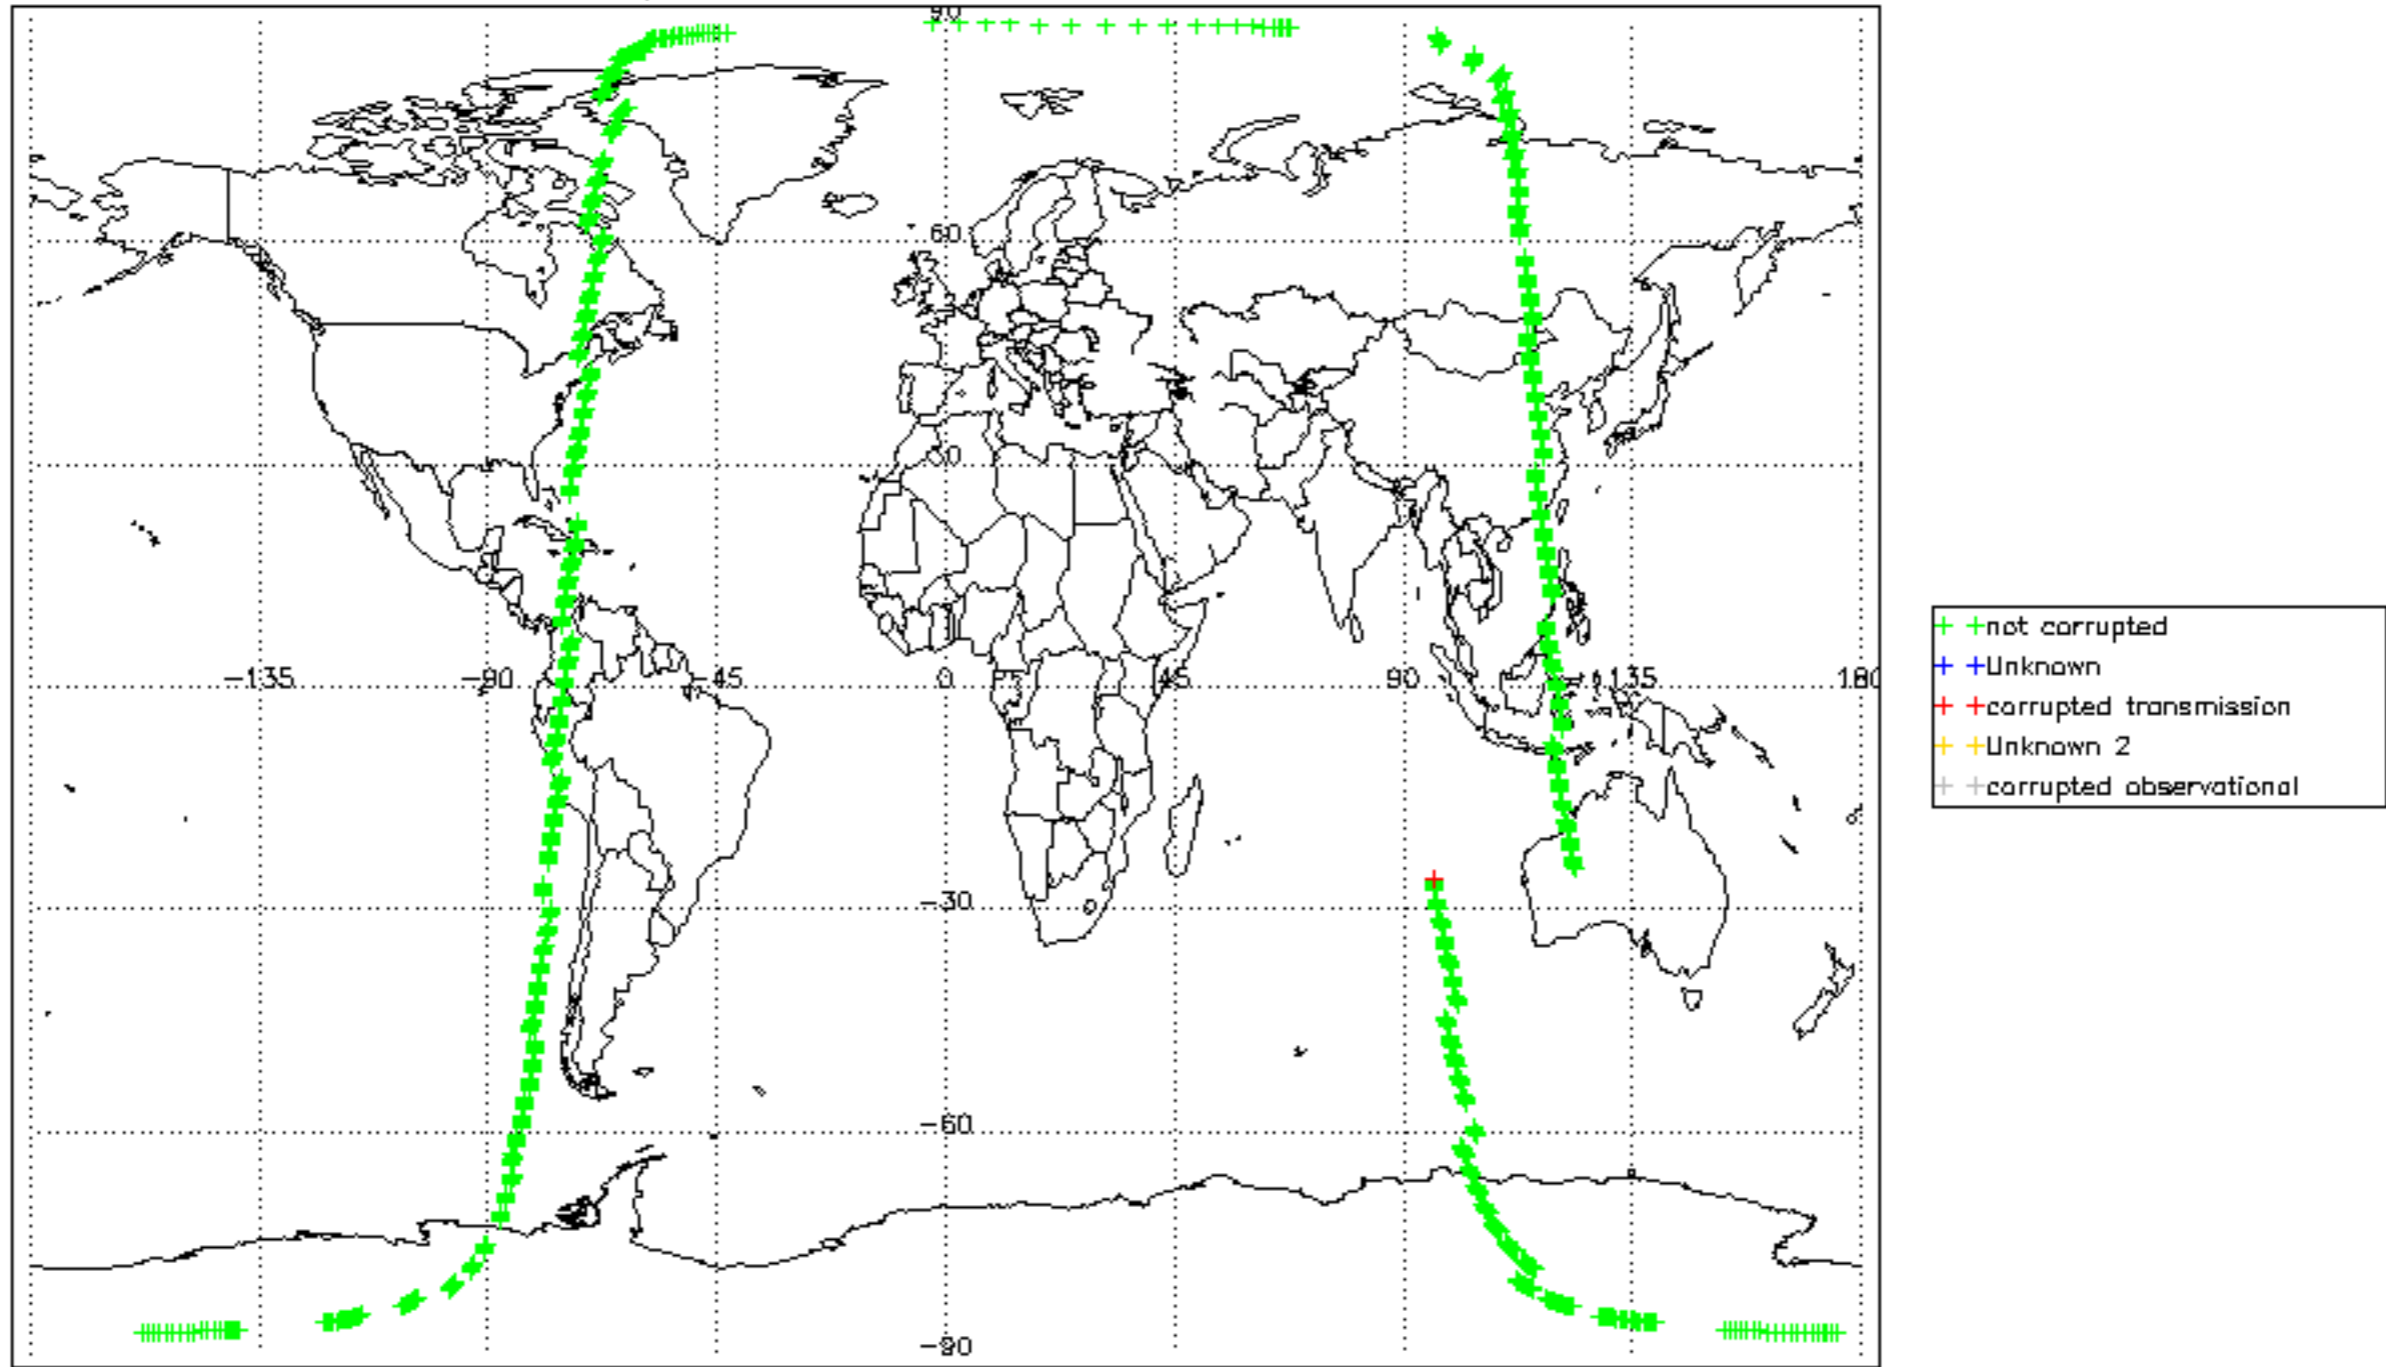 90
60
30
-135
-90
-45
0
45
90
135
180
-30
-60
-90
not corrupted
Unknown
corrupted transmission
Unknown 2
corrupted observational